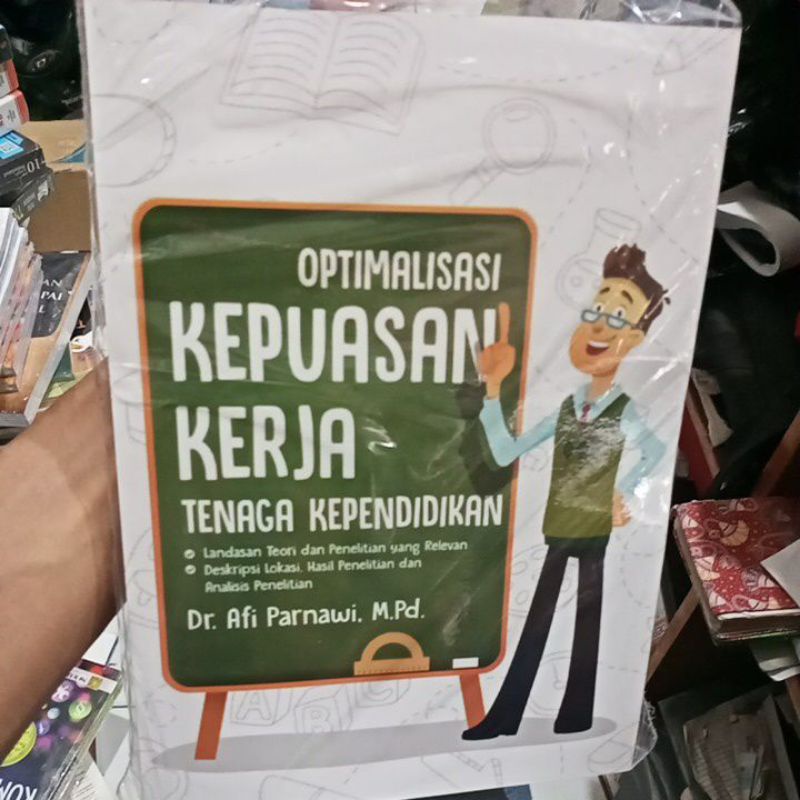 OPTIMALISASI
KEPUASAN
KERJA
TENAGA KEPENDIDIKAN
Landasan Teori dan Penelitian yang Relevan
Deskripsi Lokasi, Hasil Penelitian dan
Analisis Penelitian
Dr. Afi Parnawi, M.Pd.
A B C